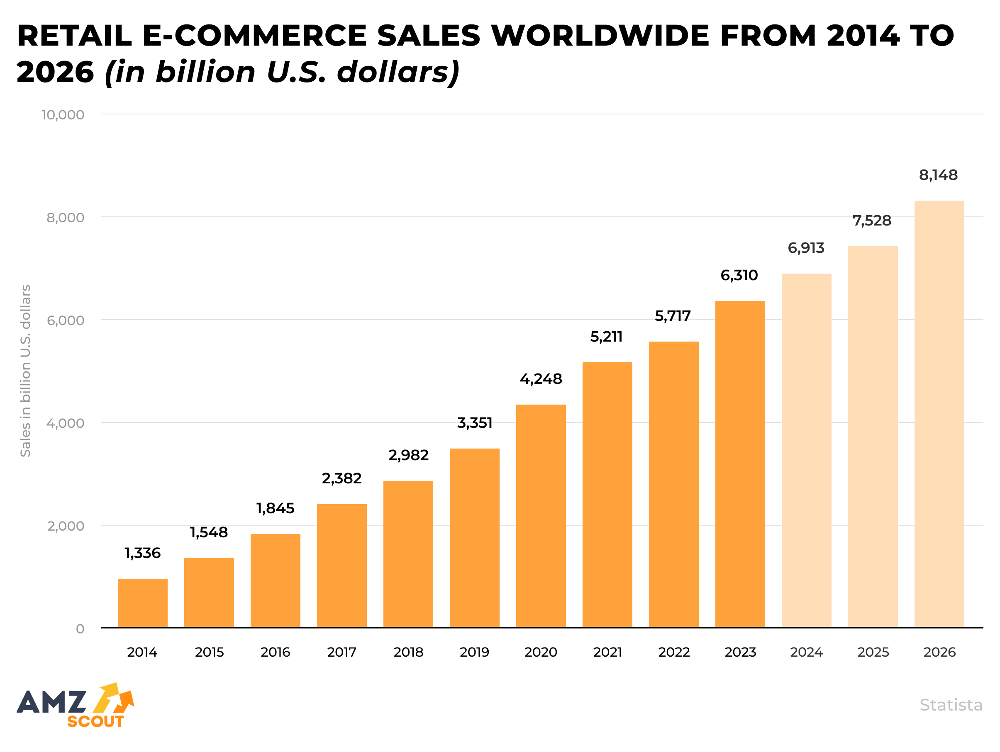 RETAIL E-COMMERCE SALES WORLDWIDE FROM 2014 TO
2026 (in billion U.S. dollars)
Sales in billion U.S. dollars
10,000
8,000
6,000
4,000
2,000
0
1,336
1,548
1,845
2,382
2,982
3,351
4,248
5,211
5,717
6,310
6,913
7,528
8,148
2014 2015 2016 2017 2018 2019 2020 2021 2022 2023 2024 2025 2026
AMZ
SCOUT
Statista